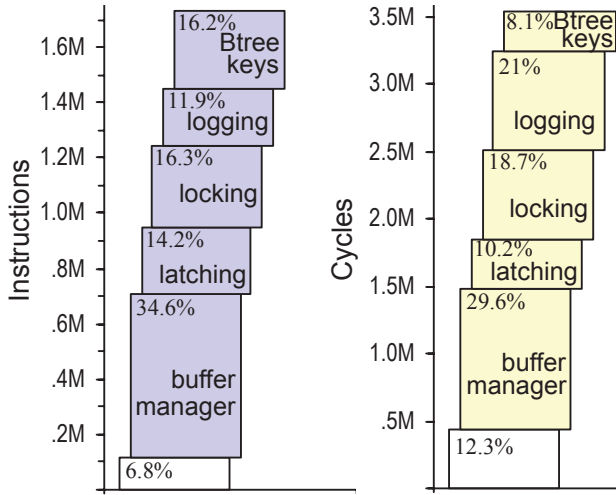 Instructions
1.6M
1.4M
1.2M
1.0M
.8M
.6M
.4M
.2M
16.2%
Btree
keys
11.9%
logging
16.3%
locking
14.2%
latching
34.6%
buffer
manager
6.8%
Cycles
3.5M
3.0M
2.5M
2.0M
1.5M
1.0M
.5M
8.1%
Btree
keys
21%
logging
18.7%
locking
10.2%
latching
29.6%
buffer
manager
12.3%